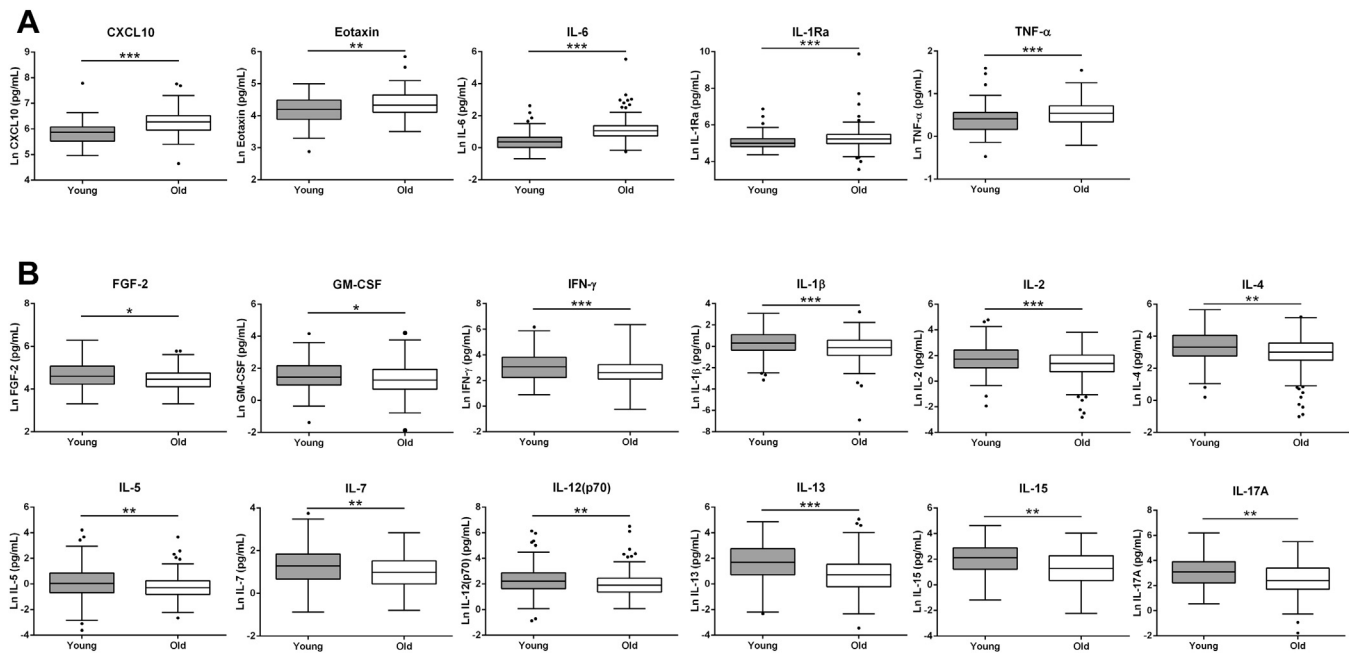 A
CXCL10
***
Ln CXCL10 (pg/mL)
9
8
7
6
5
4
Young Old
Eotaxin
**
Ln Eotaxin (pg/mL)
6
4
2
Young Old
IL-6
***
Ln IL-6 (pg/mL)
6
4
2
0
-2
Young Old
IL-1Ra
***
Ln IL-1Ra (pg/mL)
10
5
Young Old
TNF-α
***
Ln TNF-α (pg/mL)
2
1
0
-1
Young Old
B
FGF-2
*
Ln FGF-2 (pg/mL)
8
6
4
2
Young Old
GM-CSF
*
Ln GM-CSF (pg/mL)
6
4
2
0
-2
Young Old
IFN-γ
***
Ln IFN-γ (pg/mL)
8
6
4
2
0
-2
Young Old
IL-1β
***
Ln IL-1β (pg/mL)
4
2
0
-2
-4
-6
-8
Young Old
IL-2
***
Ln IL-2 (pg/mL)
6
4
2
0
-2
-4
Young Old
IL-4
**
Ln IL-4 (pg/mL)
6
4
2
0
-2
Young Old
IL-5
**
Ln IL-5 (pg/mL)
6
4
2
0
-2
-4
Young Old
IL-7
**
Ln IL-7 (pg/mL)
4
2
0
-2
Young Old
IL-12(p70)
**
Ln IL-12(p70) (pg/mL)
8
6
4
2
0
-2
Young Old
IL-13
***
Ln IL-13 (pg/mL)
6
4
2
0
-2
-4
Young Old
IL-15
**
Ln IL-15 (pg/mL)
6
4
2
0
-2
-4
Young Old
IL-17A
**
Ln IL-17A (pg/mL)
8
6
4
2
0
-2
Young Old